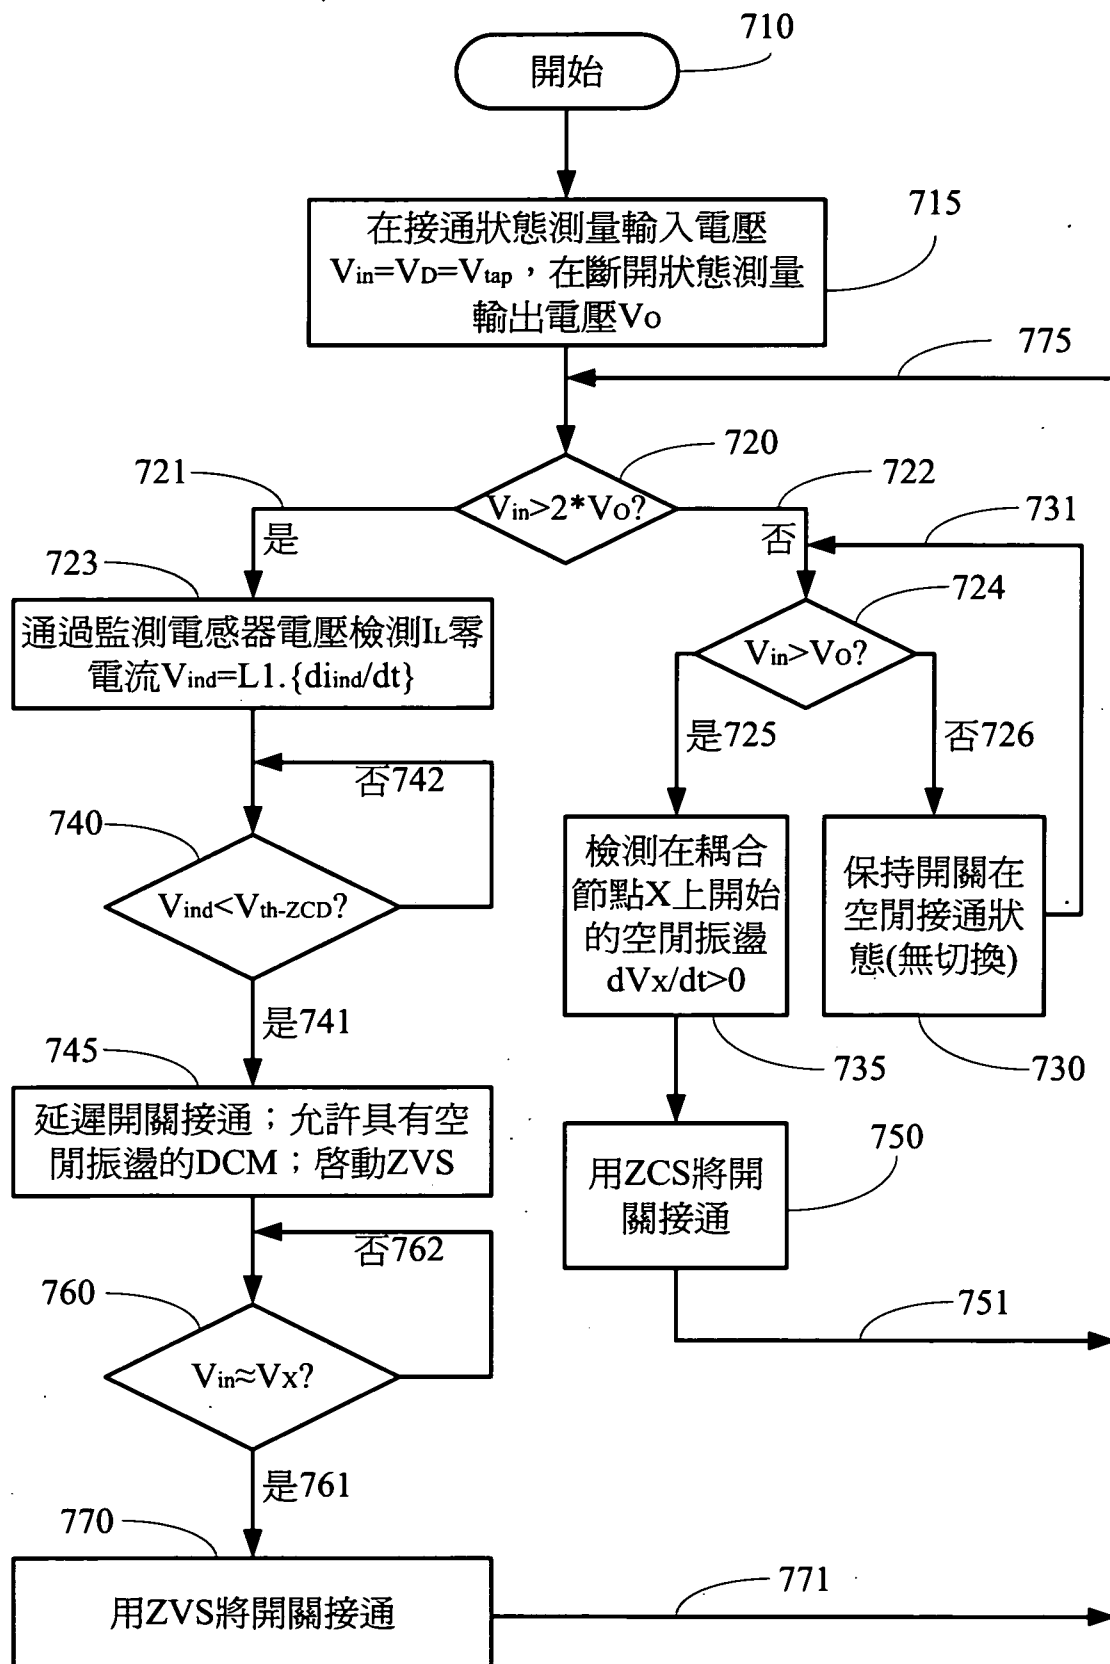 710
開始
715
在接通狀態測量輸入電壓
Vin=VD=Vtap，在斷開狀態測量
輸出電壓Vo
775
720
721
722
Vin>2*Vo?
是
否
731
723
724
通過監測電感器電壓檢測IL零
電流Vind=L1.{diind/dt}
Vin>Vo?
是725
否726
否742
740
Vind<Vth-ZCD?
檢測在耦合
節點X上開始
的空閒振盪
dVx/dt>0
保持開關在
空閒接通狀
態(無切換)
是741
735
730
745
延遲開關接通；允許具有空
閒振盪的DCM；啓動ZVS
750
用ZCS將開
關接通
否762
760
751
Vin≈VX?
是761
770
771
用ZVS將開關接通